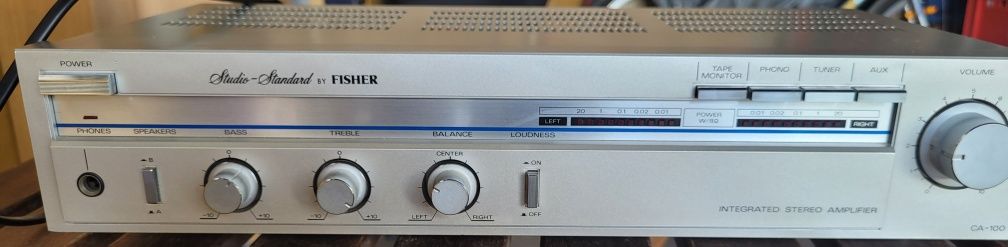 POWER
Studio-Standard BY FISHER
TAPE MONITOR
PHONO
TUNER
AUX
VOLUME
LEFT
20 1 0.1 0.02 0.01
POWER W/8Ω
0.01 0.02 0.1 1 20
RIGHT
PHONES
SPEAKERS
BASS
TREBLE
BALANCE
LOUDNESS
B
A
0
-10 +10
0
-10 +10
CENTER
LEFT RIGHT
ON
OFF
INTEGRATED STEREO AMPLIFIER